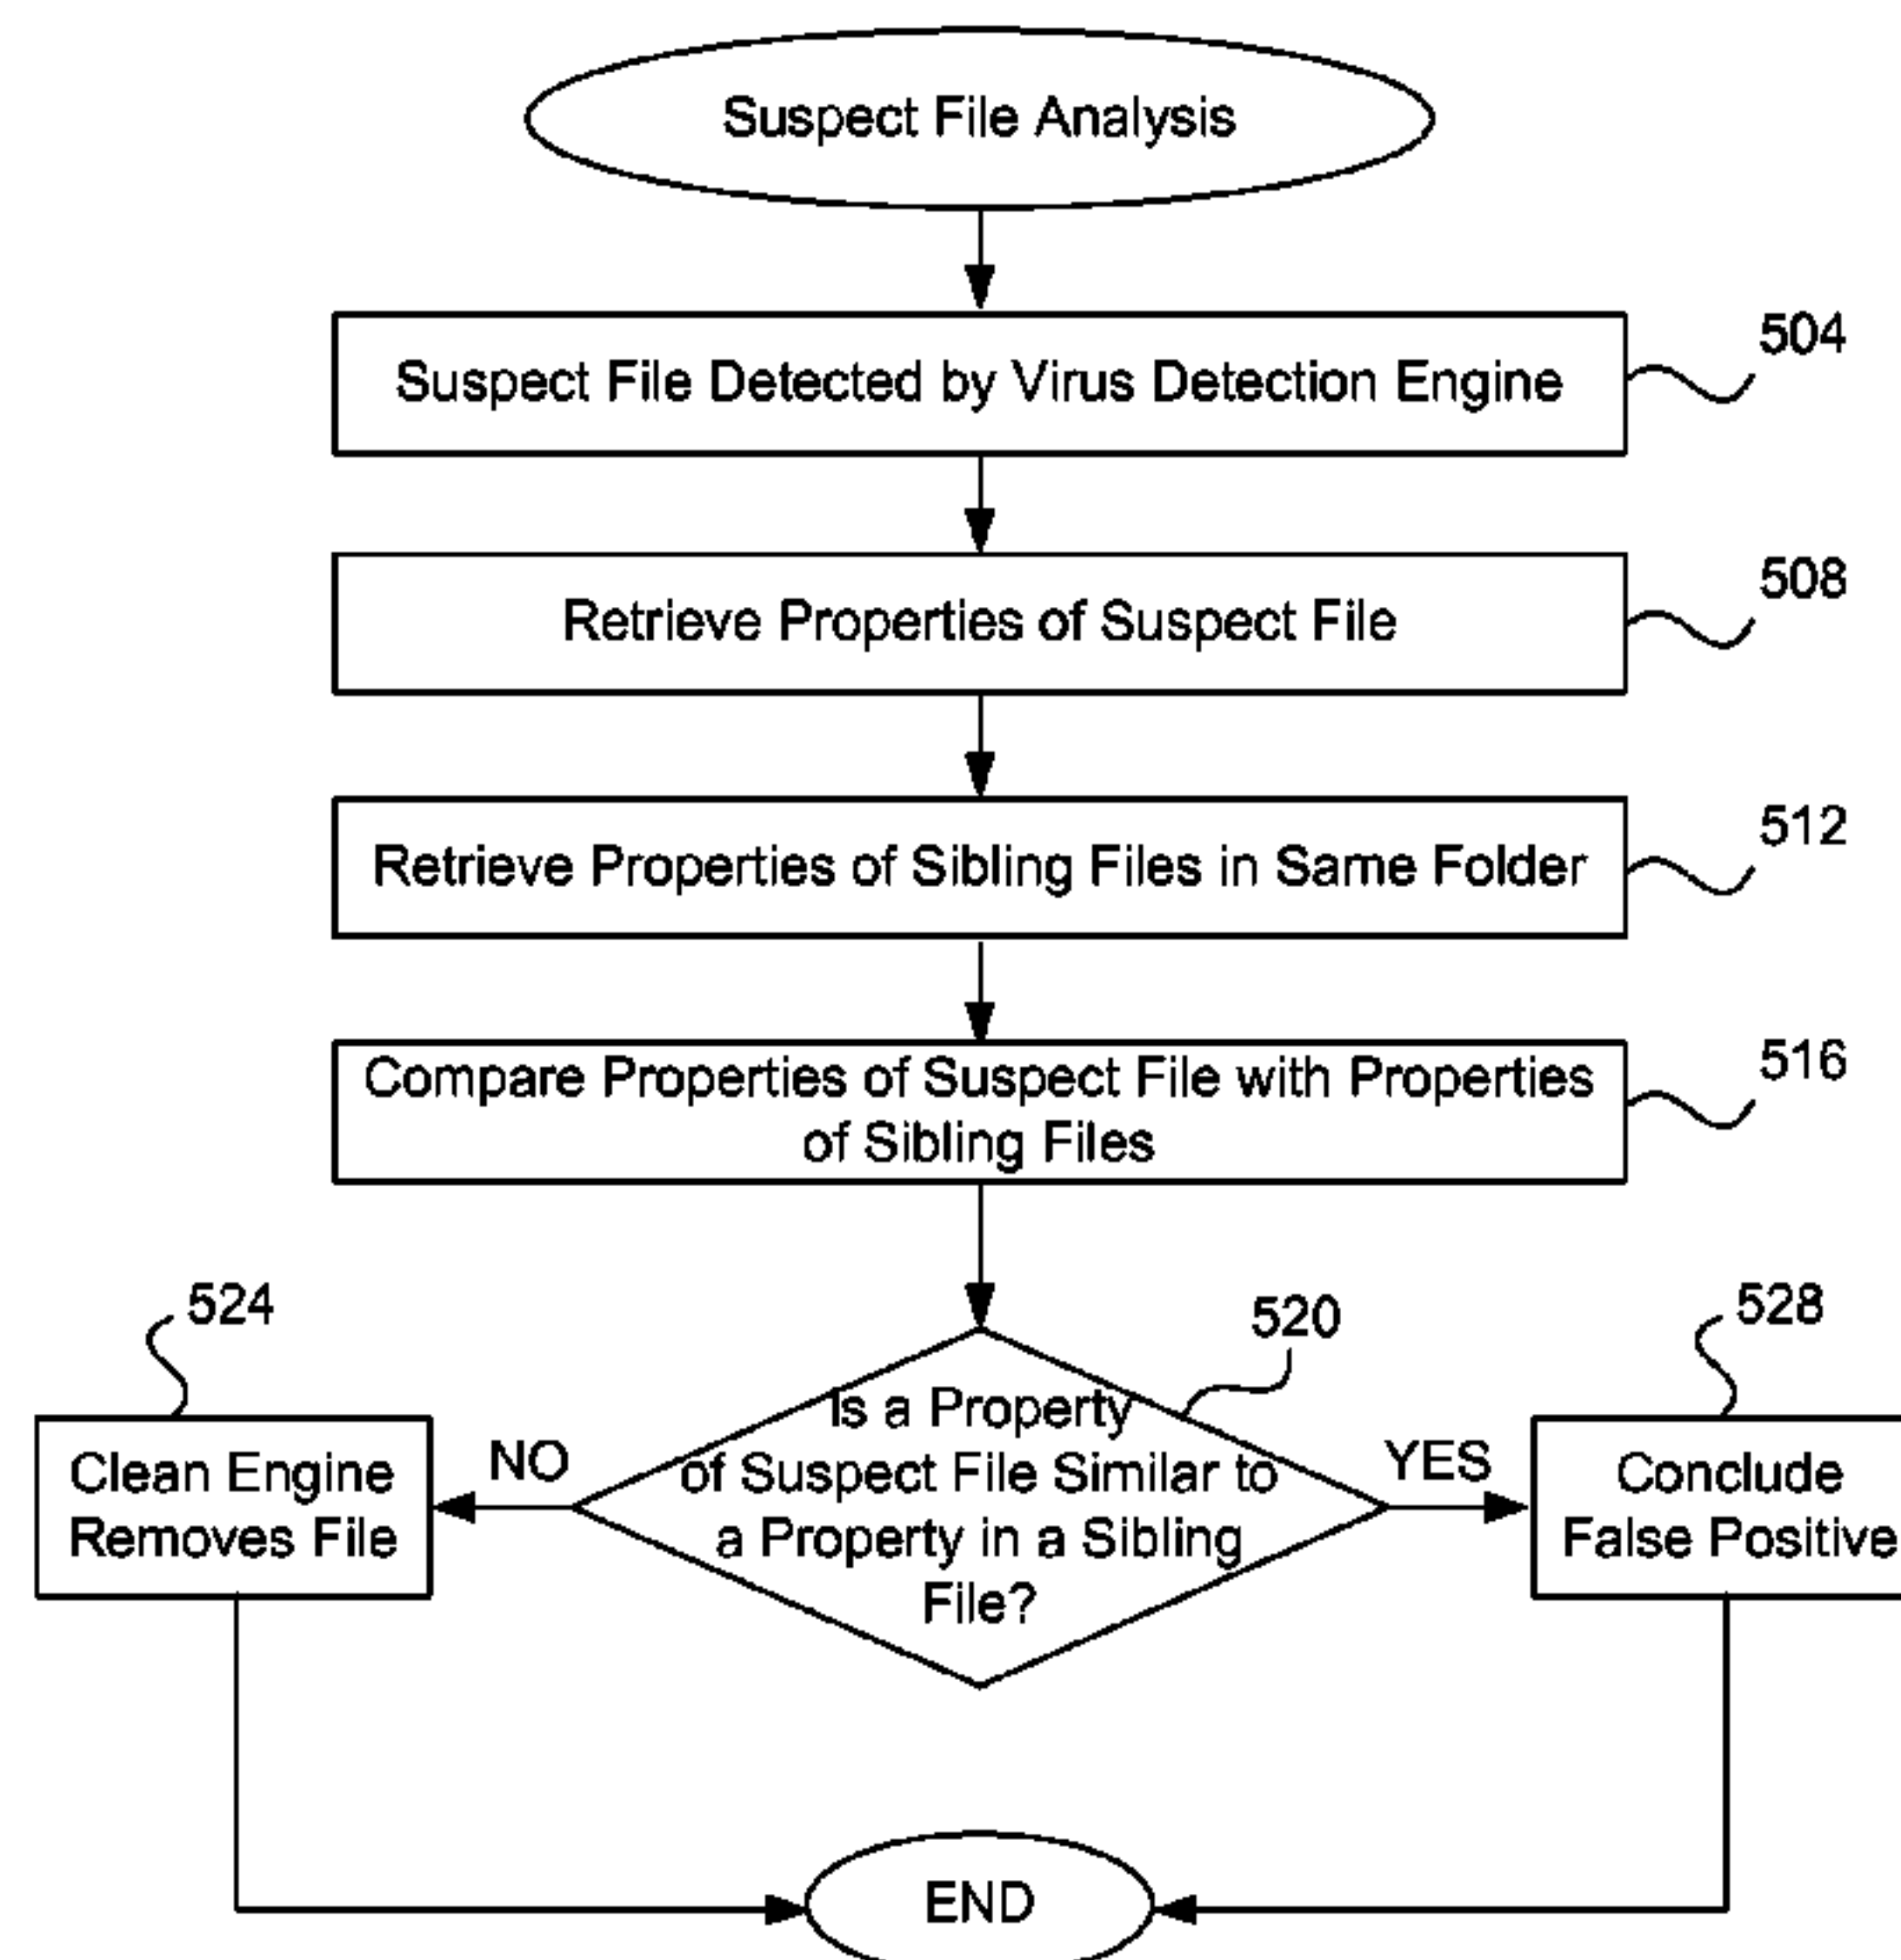 Suspect File Analysis
504
Suspect File Detected by Virus Detection Engine
508
Retrieve Properties of Suspect File
512
Retrieve Properties of Sibling Files in Same Folder
516
Compare Properties of Suspect File with Properties
of Sibling Files
524
520
528
Clean Engine
Removes File
NO
Is a Property
of Suspect File Similar to
a Property in a Sibling
File?
YES
Conclude
False Positive
END